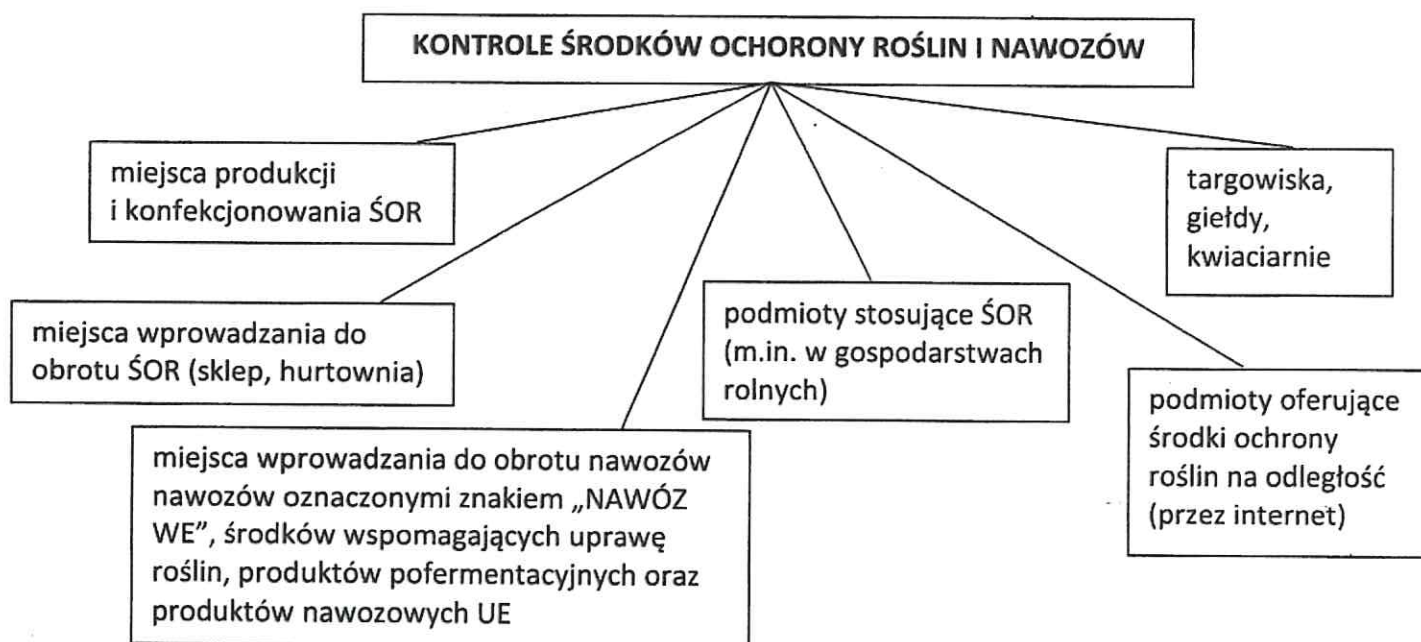 KONTROLE ŚRODKÓW OCHORONY ROŚLIN I NAWOZÓW
miejsca produkcji
i konfekcjonowania ŚOR
targowiska,
giełdy,
kwiaciarnie
miejsca wprowadzania do
obrotu ŚOR (sklep, hurtownia)
podmioty stosujące ŚOR
(m.in. w gospodarstwach
rolnych)
podmioty oferujące
środki ochrony
roślin na odległość
(przez internet)
miejsca wprowadzania do obrotu nawozów
nawozów oznaczonymi znakiem „NAWÓZ
WE”, środków wspomagających uprawę
roślin, produktów pofermentacyjnych oraz
produktów nawozowych UE